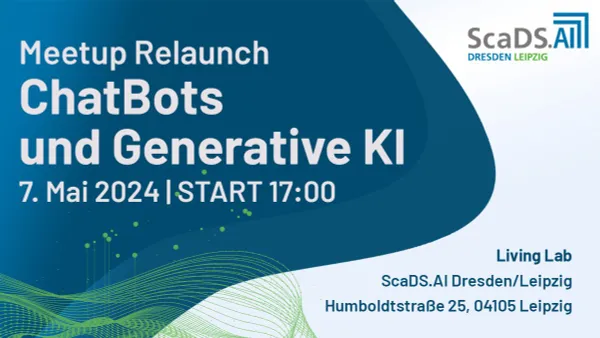 Meetup Relaunch
ChatBots
und Generative KI
7. Mai 2024 | START 17:00
ScaDS.AI
DRESDEN LEIPZIG
Living Lab
ScaDS.AI Dresden/Leipzig
Humboldtstraße 25, 04105 Leipzig